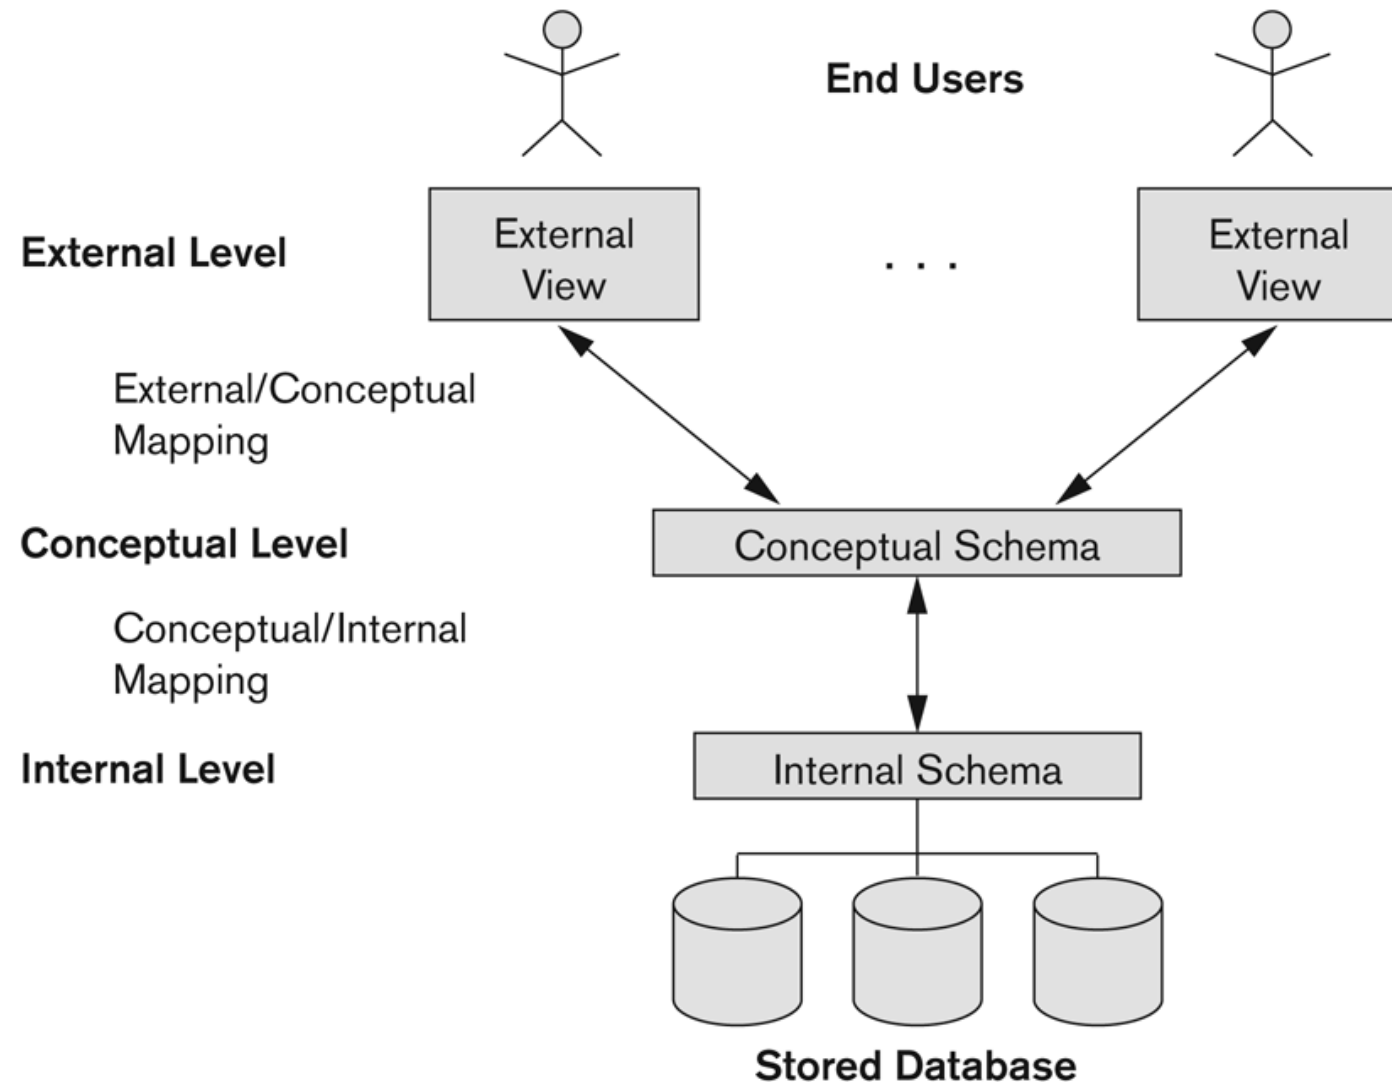 End Users
External Level
External
View
. . .
External
View
External/Conceptual
Mapping
Conceptual Level
Conceptual Schema
Conceptual/Internal
Mapping
Internal Level
Internal Schema
Stored Database